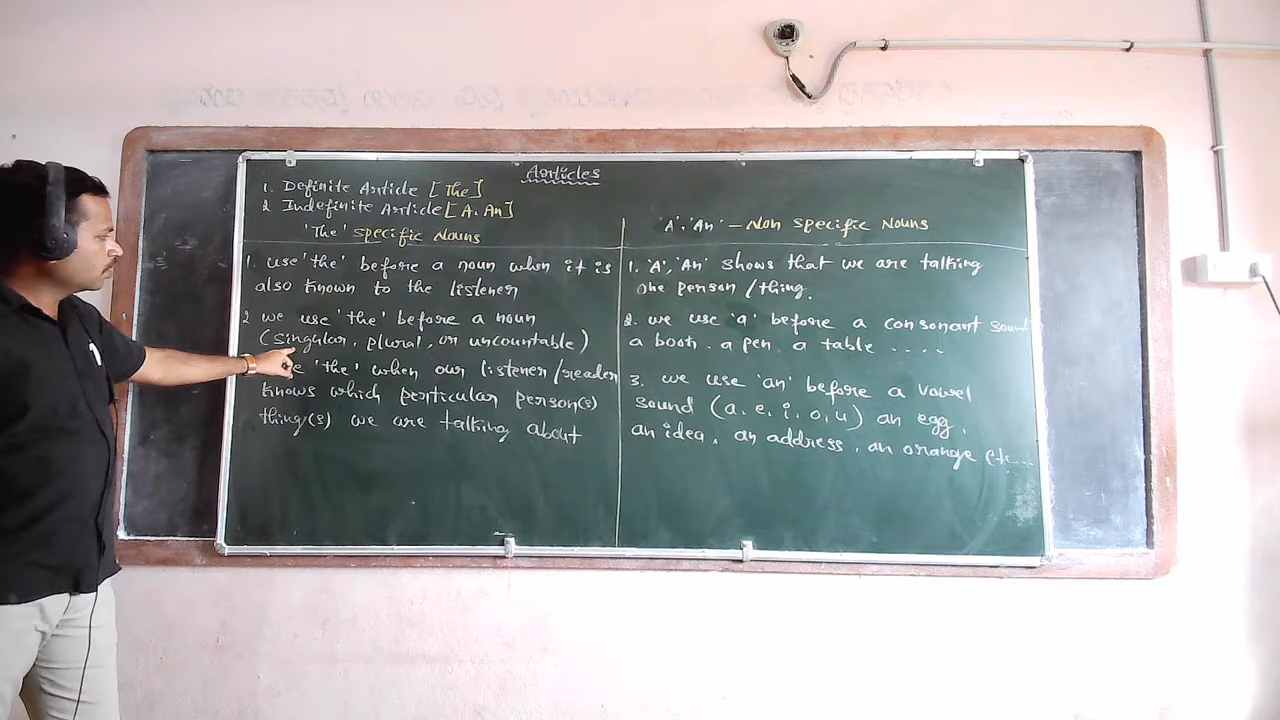 Articles
1. Definite Article [The]
2 Indefinite Article [A. An]
'The' specific Nouns
1. use 'the' before a noun when it is
also known to the listener
2 we use 'the' before a noun
(singular, plural, or uncountable)
'the' when our listener/reader
knows which perticular person(s)
thing(s) we are talking about
'A', 'An' – Non specific Nouns
1. 'A', 'An' shows that we are talking
one person/thing.
2. we use 'a' before a consonant sound
a book. a pen. a table ....
3. we use 'an' before a vowel
sound (a, e, i, o, u) an egg,
an idea, an address, an orange etc...